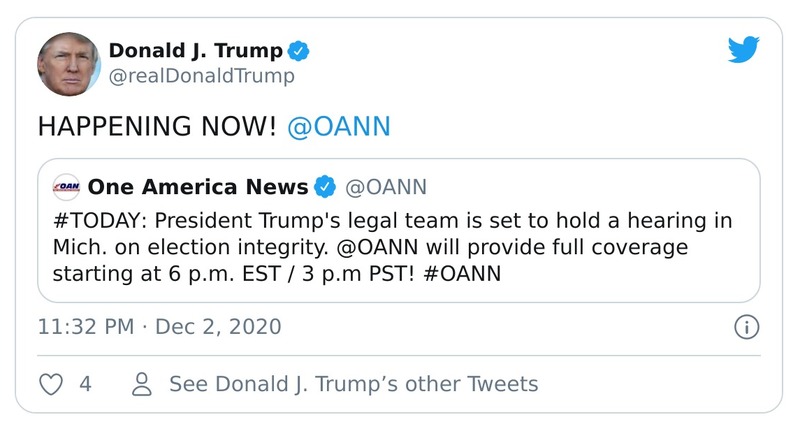 Donald J. Trump
@realDonaldTrump
HAPPENING NOW! @OANN
OAN One America News @OANN
#TODAY: President Trump's legal team is set to hold a hearing in
Mich. on election integrity. @OANN will provide full coverage
starting at 6 p.m. EST / 3 p.m PST! #OANN
11:32 PM · Dec 2, 2020
4 See Donald J. Trump’s other Tweets